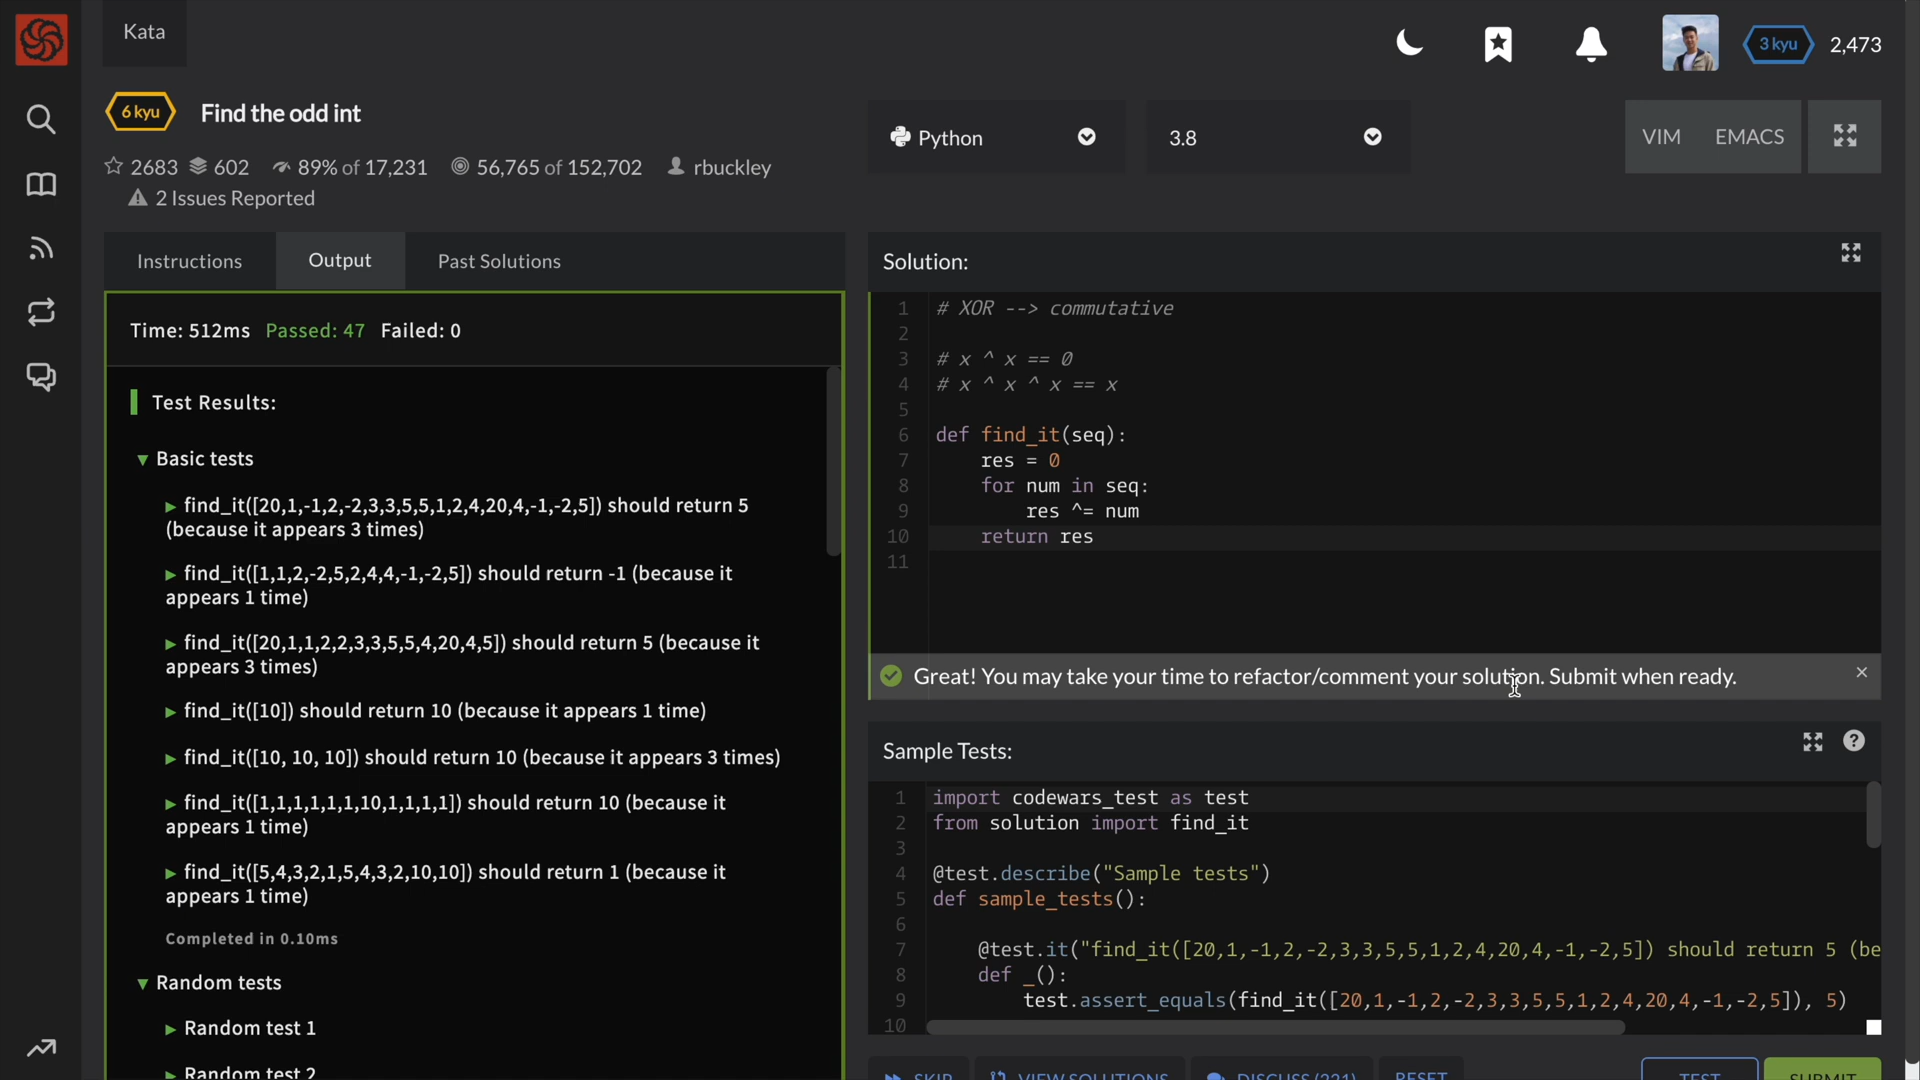 Kata
3 kyu 2,473
6 kyu Find the odd int
2683 602 89% of 17,231 56,765 of 152,702 rbuckley
2 Issues Reported
Python
3.8
VIM EMACS
Instructions Output Past Solutions
Time: 512ms Passed: 47 Failed: 0
Test Results:
Basic tests
find_it([20,1,-1,2,-2,3,3,5,5,1,2,4,20,4,-1,-2,5]) should return 5
(because it appears 3 times)
find_it([1,1,2,-2,5,2,4,4,-1,-2,5]) should return -1 (because it
appears 1 time)
find_it([20,1,1,2,2,3,3,5,5,4,20,4,5]) should return 5 (because it
appears 3 times)
find_it([10]) should return 10 (because it appears 1 time)
find_it([10, 10, 10]) should return 10 (because it appears 3 times)
find_it([1,1,1,1,1,1,10,1,1,1,1]) should return 10 (because it
appears 1 time)
find_it([5,4,3,2,1,5,4,3,2,10,10]) should return 1 (because it
appears 1 time)
Completed in 0.10ms
Random tests
Random test 1
Random test 2
Solution:
1 # XOR --> commutative
2
3 # x ^ x == 0
4 # x ^ x ^ x == x
5
6 def find_it(seq):
7 res = 0
8 for num in seq:
9 res ^= num
10 return res
11
Great! You may take your time to refactor/comment your solution. Submit when ready.
Sample Tests:
1 import codewars_test as test
2 from solution import find_it
3
4 @test.describe("Sample tests")
5 def sample_tests():
6
7 @test.it("find_it([20,1,-1,2,-2,3,3,5,5,1,2,4,20,4,-1,-2,5]) should return 5 (be
8 def _():
9 test.assert_equals(find_it([20,1,-1,2,-2,3,3,5,5,1,2,4,20,4,-1,-2,5]), 5)
10
SKIP VIEW SOLUTIONS DISCUSS (221) RESET TEST SUBMIT